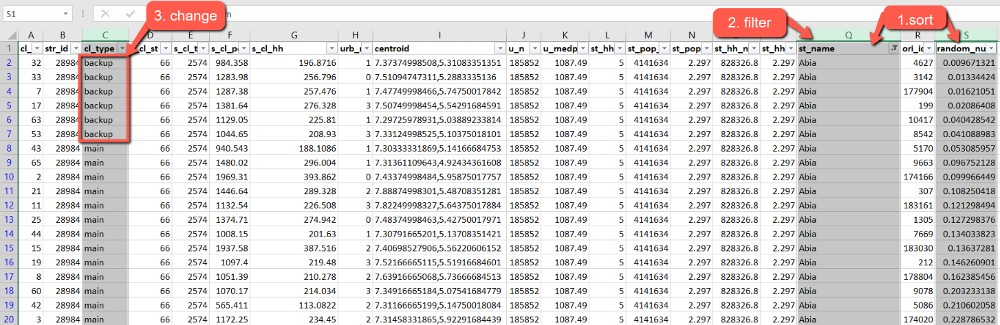 S1 m
3. change
2. filter
1.sort
A B C D E F G H I J K L M N Q R S
1 cl_ str_id cl_type cl_st s_cl_t s_cl_p s_cl_hh urb_ centroid u_n u_medp st_hh st_pop_ st_pop st_hh_n st_hh st_name ori_id random_nu
2 32 28984 backup 66 2574 984.358 196.8716 1 7.37374998508,5.31083351351 185852 1087.49 5 4141634 2.297 828326.8 2.297 Abia 4627 0.009671321
3 33 28984 backup 66 2574 1283.98 256.796 0 7.51094747311,5.2883335136 185852 1087.49 5 4141634 2.297 828326.8 2.297 Abia 3142 0.01334424
4 7 28984 backup 66 2574 1287.38 257.476 1 7.47749998466,5.74750017842 185852 1087.49 5 4141634 2.297 828326.8 2.297 Abia 177904 0.01621051
5 17 28984 backup 66 2574 1381.64 276.328 3 7.50749998454,5.54291684591 185852 1087.49 5 4141634 2.297 828326.8 2.297 Abia 199 0.02086408
6 63 28984 backup 66 2574 1129.05 225.81 1 7.29725978931,5.03889233814 185852 1087.49 5 4141634 2.297 828326.8 2.297 Abia 10417 0.040428542
7 53 28984 backup 66 2574 1044.65 208.93 3 7.33124998525,5.10375018101 185852 1087.49 5 4141634 2.297 828326.8 2.297 Abia 8542 0.041088983
8 43 28984 main 66 2574 940.543 188.1086 1 7.30333331869,5.14166684753 185852 1087.49 5 4141634 2.297 828326.8 2.297 Abia 5170 0.053085957
9 65 28984 main 66 2574 1480.02 296.004 1 7.31361109643,4.92434361608 185852 1087.49 5 4141634 2.297 828326.8 2.297 Abia 9663 0.096752128
10 2 28984 main 66 2574 1969.31 393.862 0 7.43374998484,5.95875017757 185852 1087.49 5 4141634 2.297 828326.8 2.297 Abia 174166 0.099966449
11 21 28984 main 66 2574 1446.64 289.328 2 7.88874998301,5.48708351281 185852 1087.49 5 4141634 2.297 828326.8 2.297 Abia 307 0.108250418
12 11 28984 main 66 2574 1132.54 226.508 3 7.82249998327,5.64375017884 185852 1087.49 5 4141634 2.297 828326.8 2.297 Abia 183161 0.121298494
13 25 28984 main 66 2574 1374.71 274.942 0 7.48374998463,5.42750017971 185852 1087.49 5 4141634 2.297 828326.8 2.297 Abia 1305 0.127298376
14 44 28984 main 66 2574 1008.15 201.63 1 7.30791665201,5.13708351421 185852 1087.49 5 4141634 2.297 828326.8 2.297 Abia 7669 0.134033823
15 15 28984 main 66 2574 1937.58 387.516 2 7.40698527906,5.56220606152 185852 1087.49 5 4141634 2.297 828326.8 2.297 Abia 183030 0.13637281
16 19 28984 main 66 2574 1097.4 219.48 3 7.52166665115,5.51916684601 185852 1087.49 5 4141634 2.297 828326.8 2.297 Abia 212 0.146260901
17 8 28984 main 66 2574 1051.39 210.278 2 7.63916665068,5.73666684513 185852 1087.49 5 4141634 2.297 828326.8 2.297 Abia 178804 0.162385456
18 60 28984 main 66 2574 1070.17 214.034 3 7.34916665184,5.07541684779 185852 1087.49 5 4141634 2.297 828326.8 2.297 Abia 9078 0.203233138
19 42 28984 main 66 2574 565.411 113.0822 2 7.31166665199,5.14750018084 185852 1087.49 5 4141634 2.297 828326.8 2.297 Abia 5086 0.210602058
20 3 28984 main 66 2574 1172.25 234.45 2 7.31458331865,5.92291684439 185852 1087.49 5 4141634 2.297 828326.8 2.297 Abia 174020 0.228786532